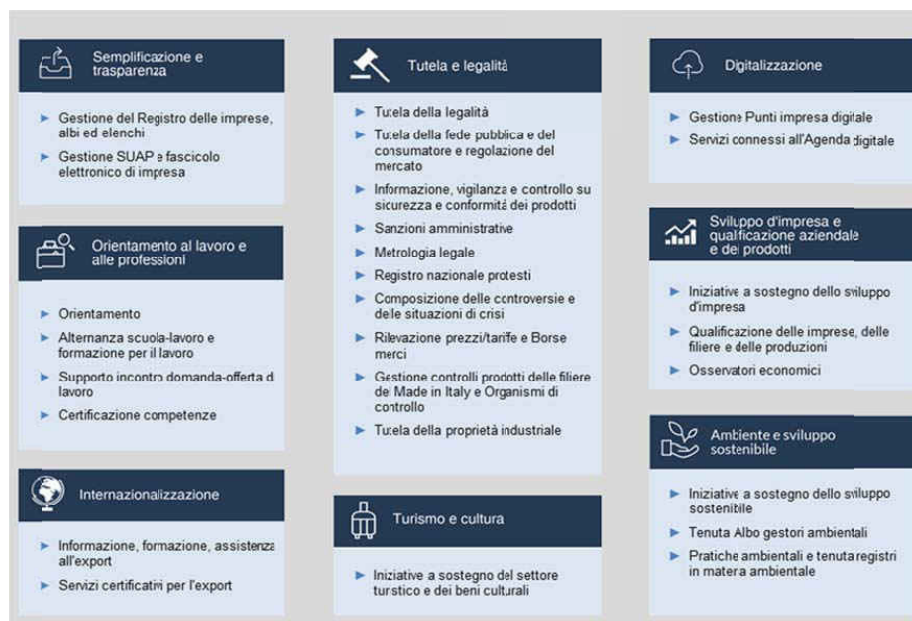 Semplificazione e
trasparenza
Gestione del Registro delle imprese,
albi ed elenchi
Gestione SUAP e fascicolo
elettronico di impresa
Orientamento al lavoro e
alle professioni
Orientamento
Alternanza scuola-lavoro e
formazione per il lavoro
Supporto incontro domanda-offerta di
lavoro
Certificazione competenze
Internazionalizzazione
Informazione, formazione, assistenza
all'export
Servizi certificativi per l'export
Tutela e legalità
Tutela della legalità
Tutela della fede pubblica e del
consumatore e regolazione del
mercato
Informazione, vigilanza e controllo su
sicurezza e conformità dei prodotti
Sanzioni amministrative
Metrologia legale
Registro nazionale protesti
Composizione delle controversie e
delle situazioni di crisi
Rilevazione prezzi/tariffe e Borse
merci
Gestione controlli prodotti delle filiere
del Made in Italy e Organismi di
controllo
Tutela della proprietà industriale
Turismo e cultura
Iniziative a sostegno del settore
turistico e dei beni culturali
Digitalizzazione
Gestione Punti impresa digitale
Servizi connessi all'Agenda digitale
Sviluppo d'impresa e
qualificazione aziendale
e dei prodotti
Iniziative a sostegno dello sviluppo
d'impresa
Qualificazione delle imprese, delle
filiere e delle produzioni
Osservatori economici
Ambiente e sviluppo
sostenibile
Iniziative a sostegno dello sviluppo
sostenibile
Tenuta Albo gestori ambientali
Pratiche ambientali e tenuta registri
in materia ambientale